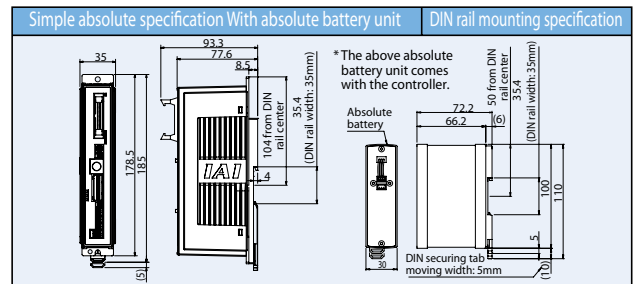 Simple absolute specification With absolute battery unit
DIN rail mounting specification
93.3
77.6
8.5
35
178.5
185
(5)
104 from DIN
rail center
35.4
(DIN rail width: 35mm)
4
IAI
* The above absolute
battery unit comes
with the controller.
Absolute
battery
30
72.2
66.2
(6)
50 from DIN
rail center
35.4
(DIN rail width: 35mm)
100
110
5
(10)
DIN securing tab
moving width: 5mm